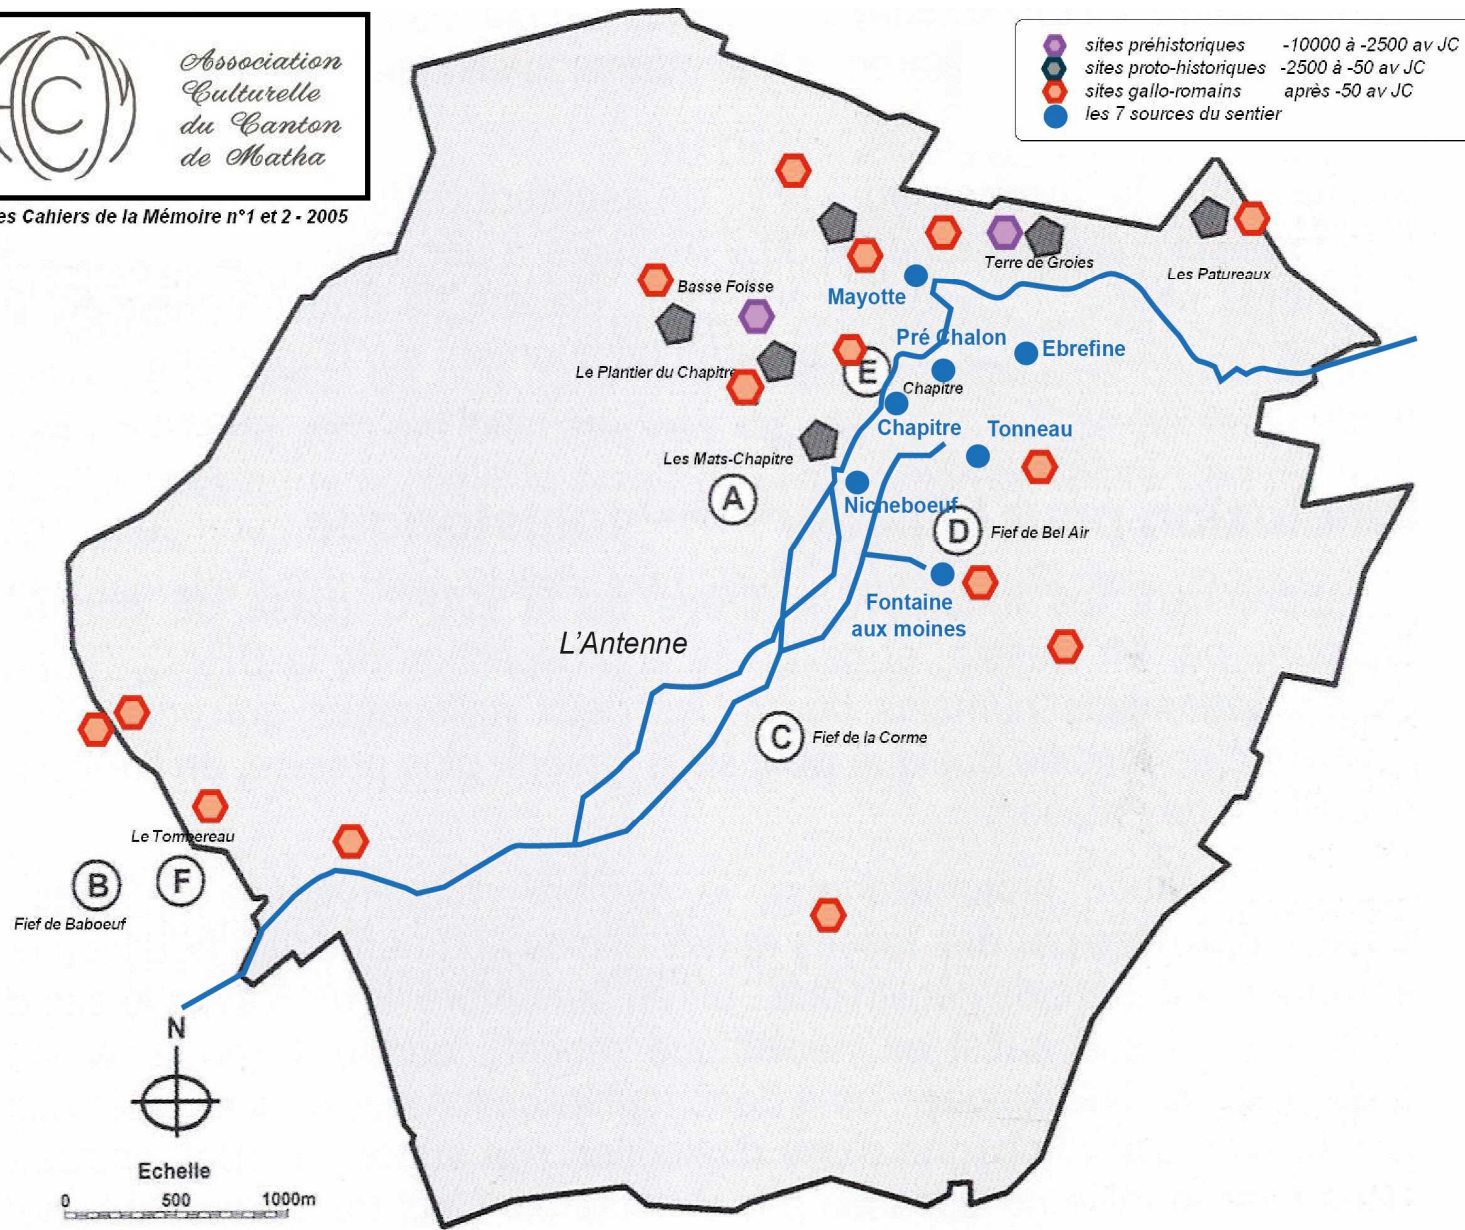 Association
Culturelle
du Canton
de Matha
es Cahiers de la Mémoire n°1 et 2 - 2005
sites préhistoriques -10000 à -2500 av JC
sites proto-historiques -2500 à -50 av JC
sites gallo-romains après -50 av JC
les 7 sources du sentier
Terre de Groies
Les Patureaux
Basse Foisse
Mayotte
Pré Chalon
Ebrefine
Le Plantier du Chapitre
E
Chapitre
Chapitre
Tonneau
Les Mats-Chapitre
A
Nicheboeuf
D
Fief de Bel Air
Fontaine
aux moines
L'Antenne
C
Fief de la Corme
Le Tombereau
B
F
Fief de Baboeuf
N
Echelle
0 500 1000m